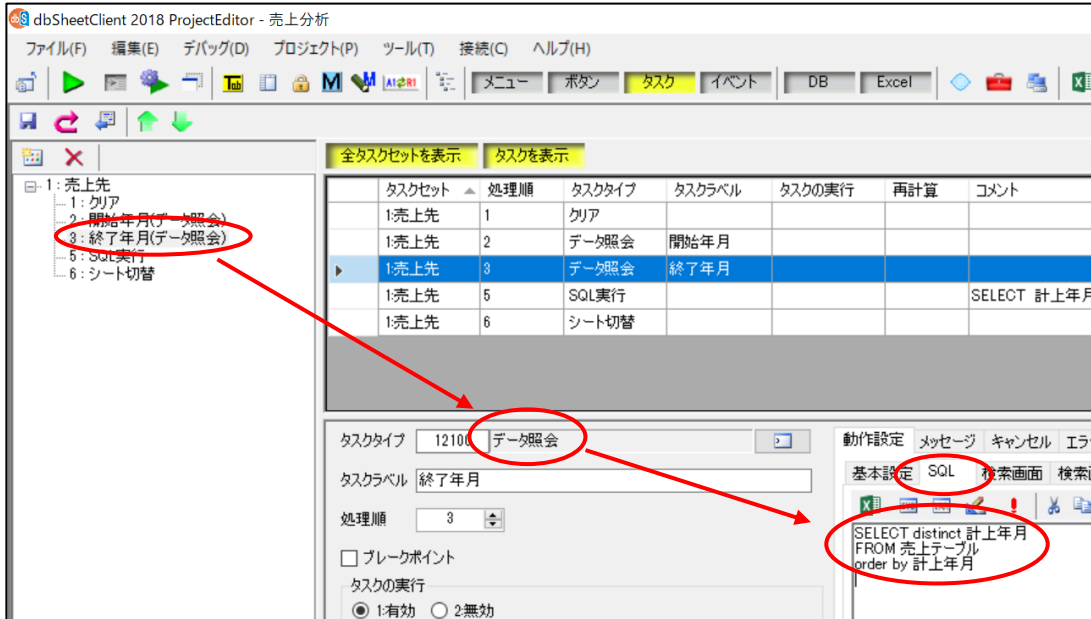 dbSheetClient 2018 ProjectEditor - 売上分析
ファイル(F) 編集(E) デバッグ(D) プロジェクト(P) ツール(T) 接続(C) ヘルプ(H)
Tab M M A1⇄R1 メニュー ボタン タスク イベント DB Excel
全タスクセットを表示 タスクを表示
1 : 売上先
1 : クリア
2 : 開始年月(データ照会)
3 : 終了年月(データ照会)
5 : SQL実行
6 : シート切替
タスクセット 処理順 タスクタイプ タスクラベル タスクの実行 再計算 コメント
1:売上先 1 クリア
1:売上先 2 データ照会 開始年月
1:売上先 3 データ照会 終了年月
1:売上先 5 SQL実行 SELECT 計上年月
1:売上先 6 シート切替
タスクタイプ 12100 データ照会
タスクラベル 終了年月
処理順 3
ブレークポイント
タスクの実行
1:有効 2:無効
動作設定 メッセージ キャンセル エラ
基本設定 SQL 検索画面 検索
SELECT distinct 計上年月
FROM 売上テーブル
order by 計上年月